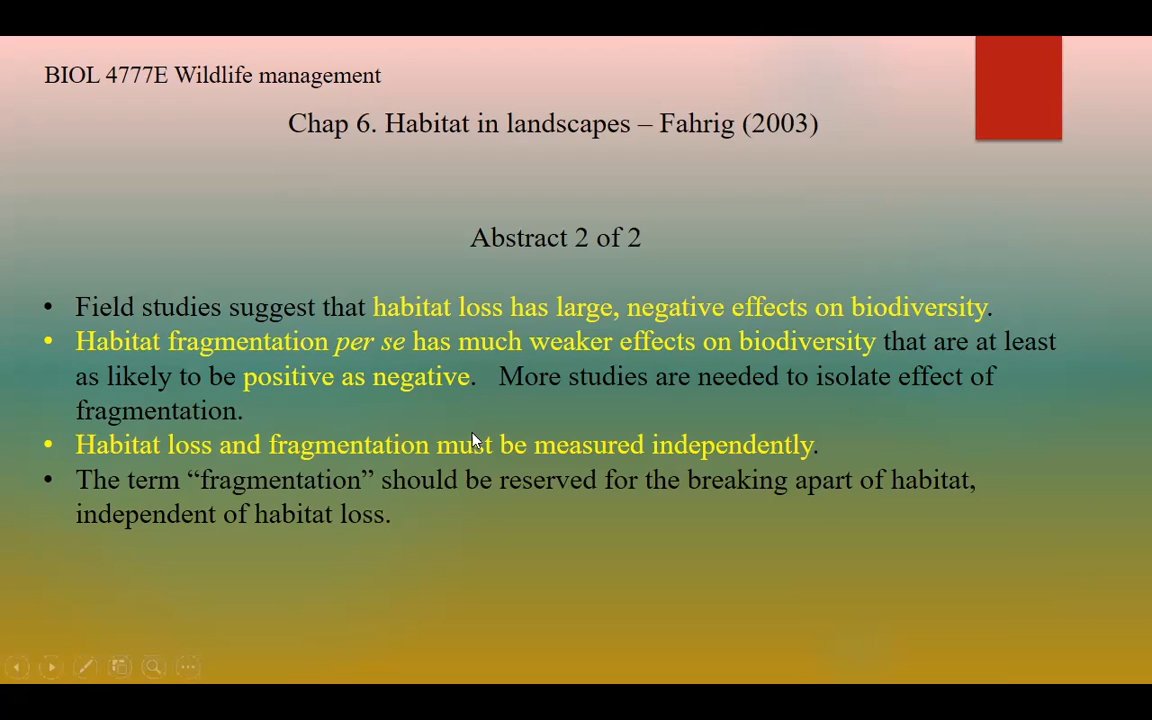 BIOL 4777E Wildlife management
Chap 6. Habitat in landscapes – Fahrig (2003)
Abstract 2 of 2
• Field studies suggest that habitat loss has large, negative effects on biodiversity.
• Habitat fragmentation per se has much weaker effects on biodiversity that are at least
as likely to be positive as negative. More studies are needed to isolate effect of
fragmentation.
• Habitat loss and fragmentation must be measured independently.
• The term “fragmentation” should be reserved for the breaking apart of habitat,
independent of habitat loss.